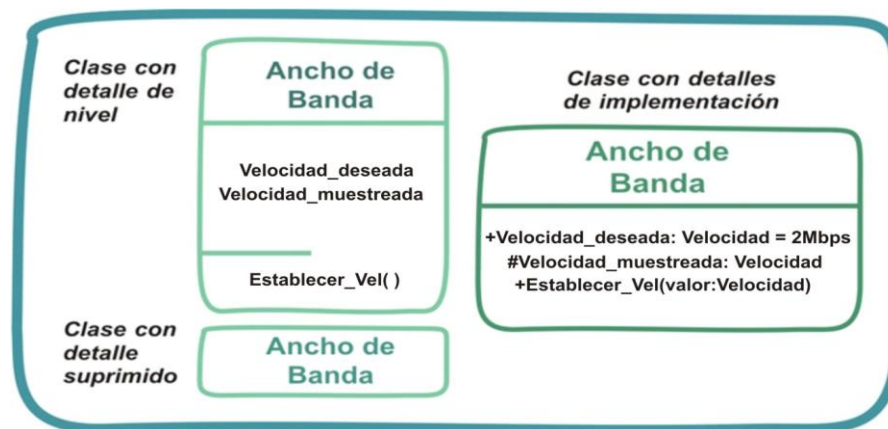 Clase con
detalle de
nivel
Ancho de
Banda
Velocidad_deseada
Velocidad_muestreada
Establecer_Vel( )
Clase con
detalle
suprimido
Ancho de
Banda
Clase con detalles
de implementación
Ancho de
Banda
+Velocidad_deseada: Velocidad = 2Mbps
#Velocidad_muestreada: Velocidad
+Establecer_Vel(valor:Velocidad)